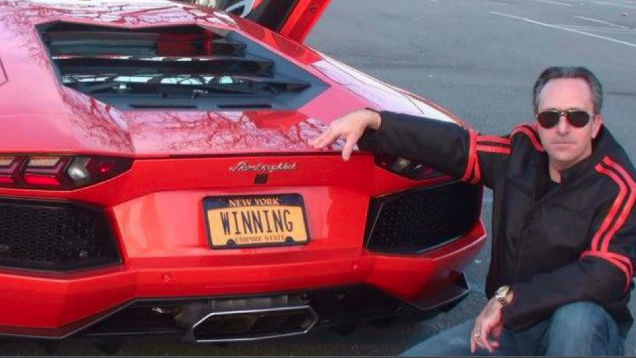 Lamborghini
NEW YORK
WINNING
EMPIRE STATE